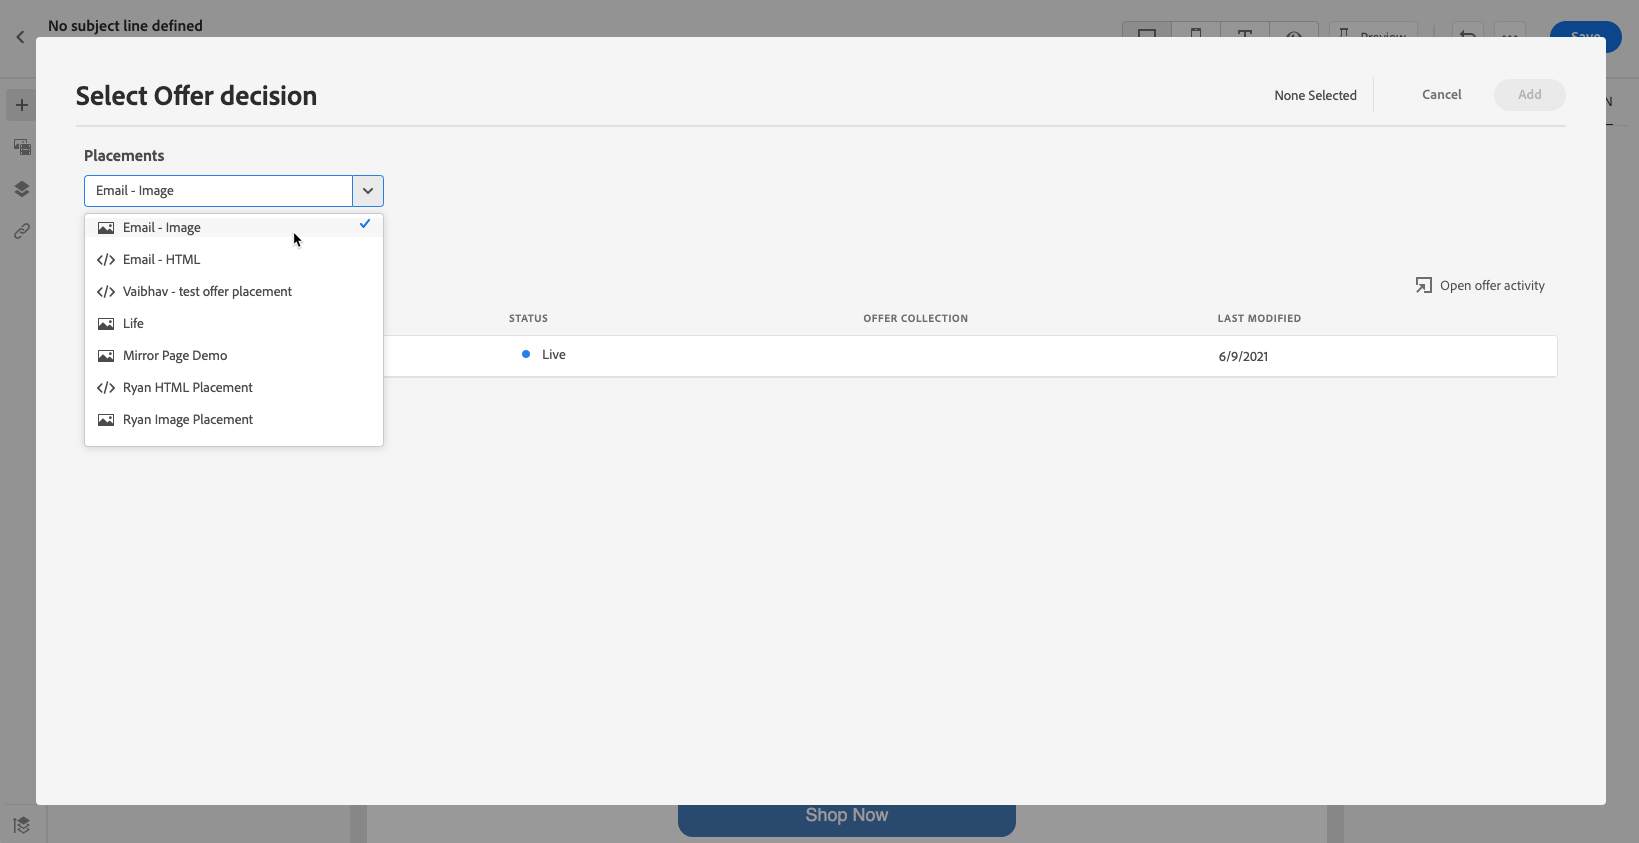 No subject line defined
Preview
Save
Select Offer decision
None Selected
Cancel
Add
Placements
Email - Image
Email - Image
Email - HTML
Vaibhav - test offer placement
Life
Mirror Page Demo
Ryan HTML Placement
Ryan Image Placement
Open offer activity
STATUS
OFFER COLLECTION
LAST MODIFIED
Live
6/9/2021
Shop Now